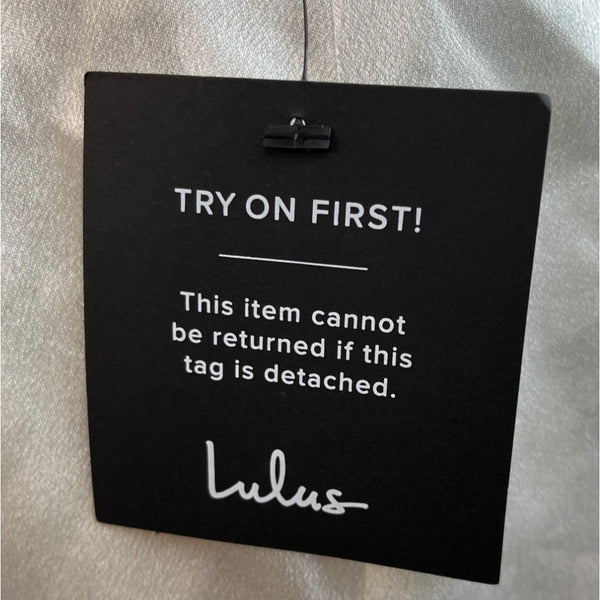 TRY ON FIRST!
This item cannot
be returned if this
tag is detached.
Lulus